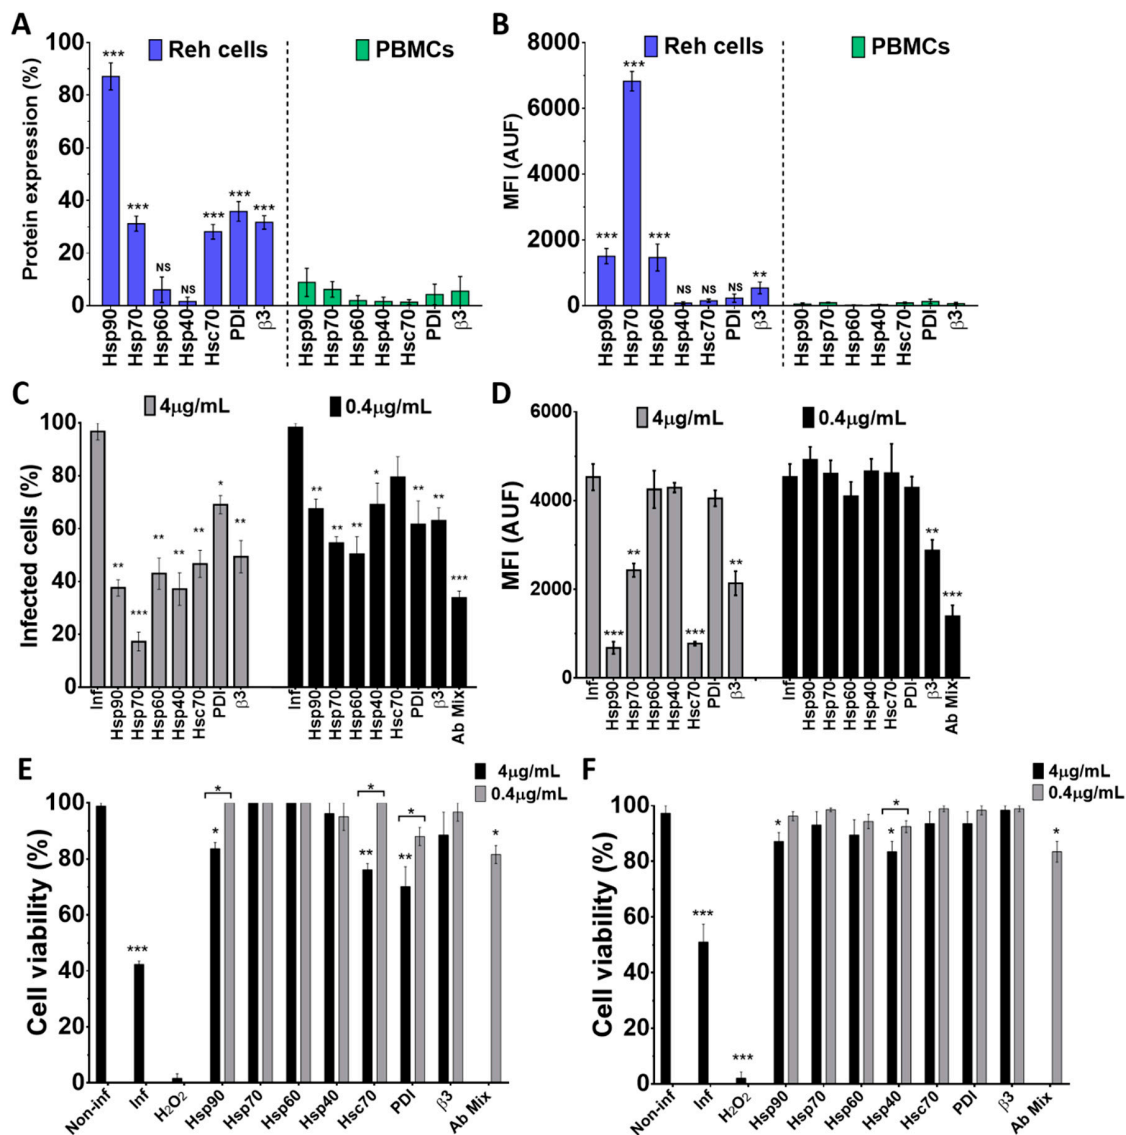 A
Reh cells
PBMCs
Protein expression (%)
100
80
60
40
20
0
***
***
NS
NS
***
***
***
Hsp90
Hsp70
Hsp60
Hsp40
Hsc70
PDI
β3
Hsp90
Hsp70
Hsp60
Hsp40
Hsc70
PDI
β3
B
Reh cells
PBMCs
MFI (AUF)
8000
6000
4000
2000
0
***
***
***
NS
NS
NS
**
Hsp90
Hsp70
Hsp60
Hsp40
Hsc70
PDI
β3
Hsp90
Hsp70
Hsp60
Hsp40
Hsc70
PDI
β3
C
4µg/mL
0.4µg/mL
Infected cells (%)
100
80
60
40
20
0
**
***
**
**
**
*
**
**
**
**
*
**
**
***
Inf
Hsp90
Hsp70
Hsp60
Hsp40
Hsc70
PDI
β3
Inf
Hsp90
Hsp70
Hsp60
Hsp40
Hsc70
PDI
β3
Ab Mix
D
4µg/mL
0.4µg/mL
MFI (AUF)
6000
4000
2000
0
***
**
***
**
**
***
Inf
Hsp90
Hsp70
Hsp60
Hsp40
Hsc70
PDI
β3
Inf
Hsp90
Hsp70
Hsp60
Hsp40
Hsc70
PDI
β3
Ab Mix
E
4µg/mL
0.4µg/mL
Cell viability (%)
100
80
60
40
20
0
***
*
*
*
**
*
**
*
Non-inf
Inf
H₂O₂
Hsp90
Hsp70
Hsp60
Hsp40
Hsc70
PDI
β3
Ab Mix
F
4µg/mL
0.4µg/mL
Cell viability (%)
100
80
60
40
20
0
***
***
*
*
*
*
Non-inf
Inf
H₂O₂
Hsp90
Hsp70
Hsp60
Hsp40
Hsc70
PDI
β3
Ab Mix